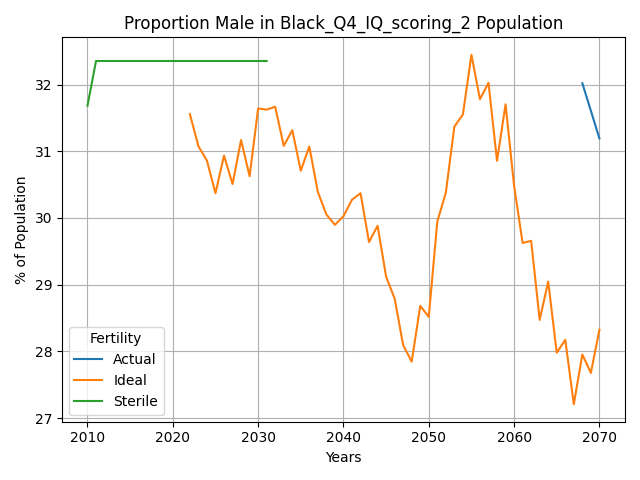 Proportion Male in Black_Q4_IQ_scoring_2 Population
% of Population
32
31
30
29
28
27
Fertility
Actual
Ideal
Sterile
2010 2020 2030 2040 2050 2060 2070
Years